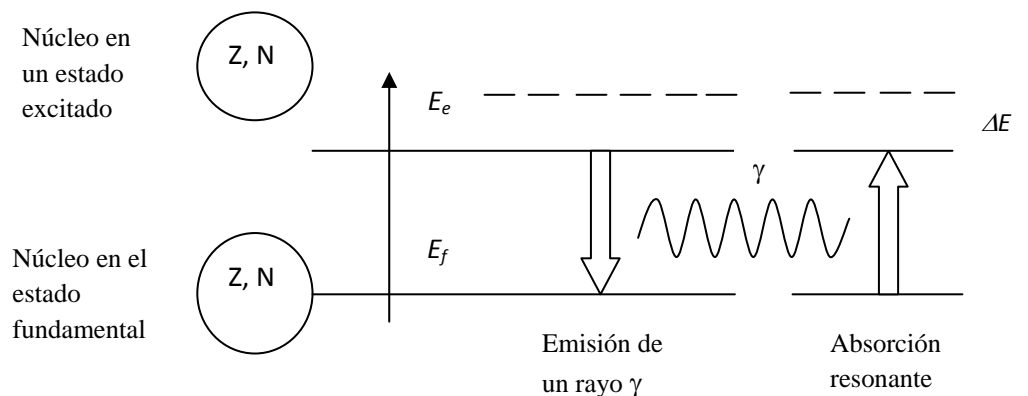 Núcleo en
un estado
excitado
Z, N
E_e
ΔE
γ
Núcleo en el
estado
fundamental
Z, N
E_f
Emisión de
un rayo γ
Absorción
resonante